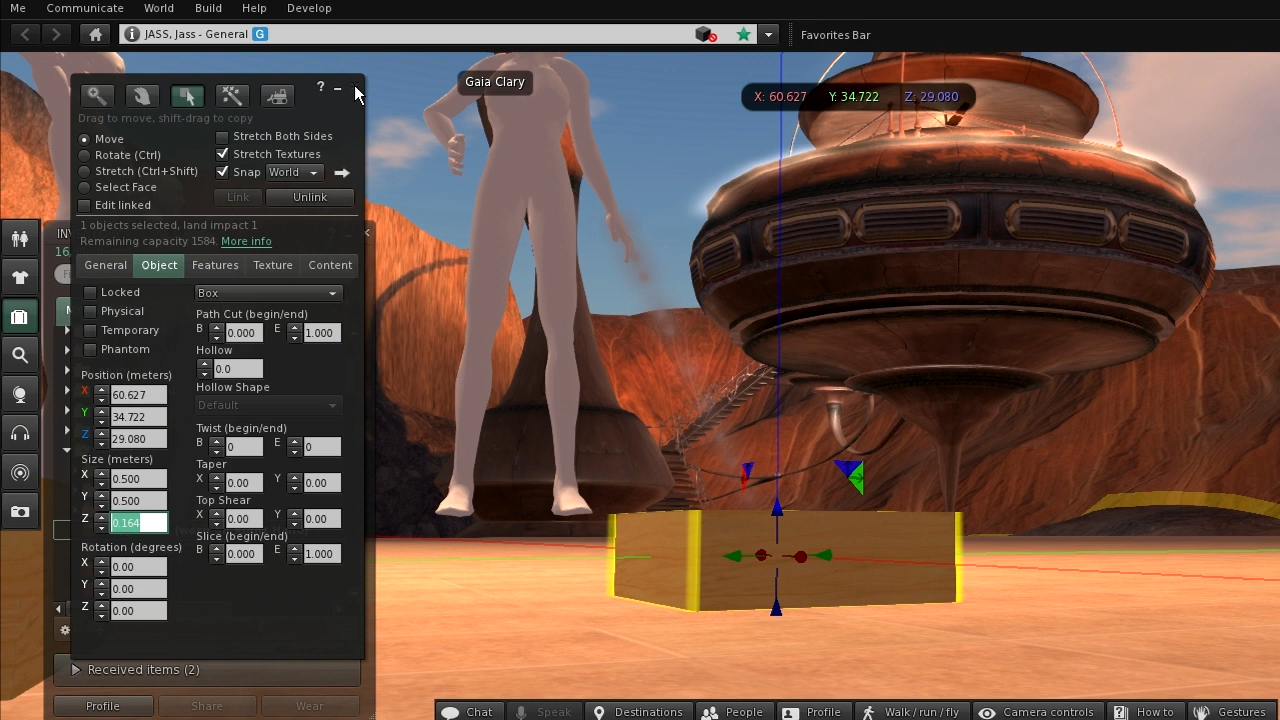 Me Communicate World Build Help Develop
JASS, Jass - General G
Favorites Bar
? –
Gaia Clary
X: 60.627 Y: 34.722 Z: 29.080
Drag to move, shift-drag to copy
Move
Rotate (Ctrl)
Stretch (Ctrl+Shift)
Select Face
Edit linked
Stretch Both Sides
Stretch Textures
Snap World
Link Unlink
1 objects selected, land impact 1
Remaining capacity 1584. More info
General Object Features Texture Content
Locked
Physical
Temporary
Phantom
Position (meters)
X 60.627
Y 34.722
Z 29.080
Size (meters)
X 0.500
Y 0.500
Z 0.164
Rotation (degrees)
X 0.00
Y 0.00
Z 0.00
Box
Path Cut (begin/end)
B 0.000 E 1.000
Hollow
0.0
Hollow Shape
Default
Twist (begin/end)
B 0 E 0
Taper
X 0.00 Y 0.00
Top Shear
X 0.00 Y 0.00
Slice (begin/end)
B 0.000 E 1.000
Received items (2)
Profile Share Wear
Chat Speak Destinations People Profile Walk / run / fly Camera controls How to Gestures